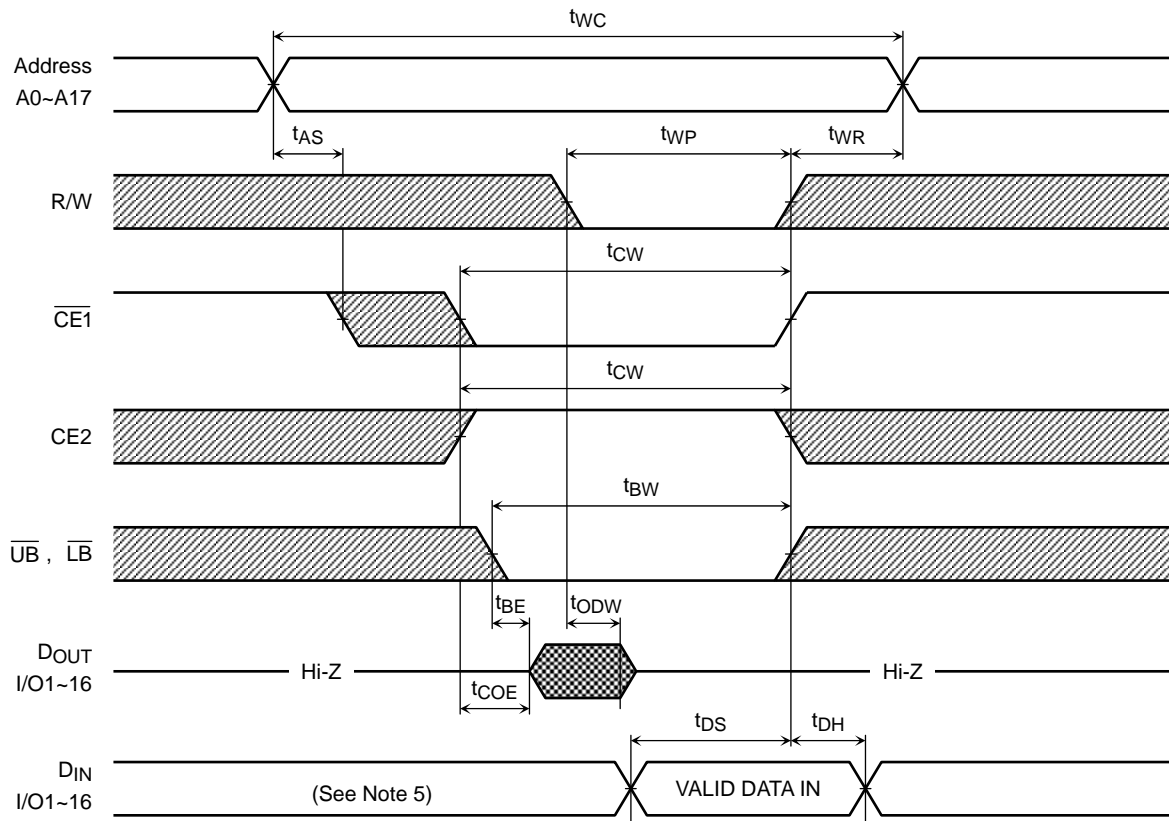 tWC
Address
A0~A17
tAS
tWP
tWR
R/W
tCW
CE1
tCW
CE2
tBW
UB , LB
tBE
tODW
DOUT
I/O1~16
Hi-Z
Hi-Z
tCOE
tDS
tDH
DIN
I/O1~16
(See Note 5)
VALID DATA IN